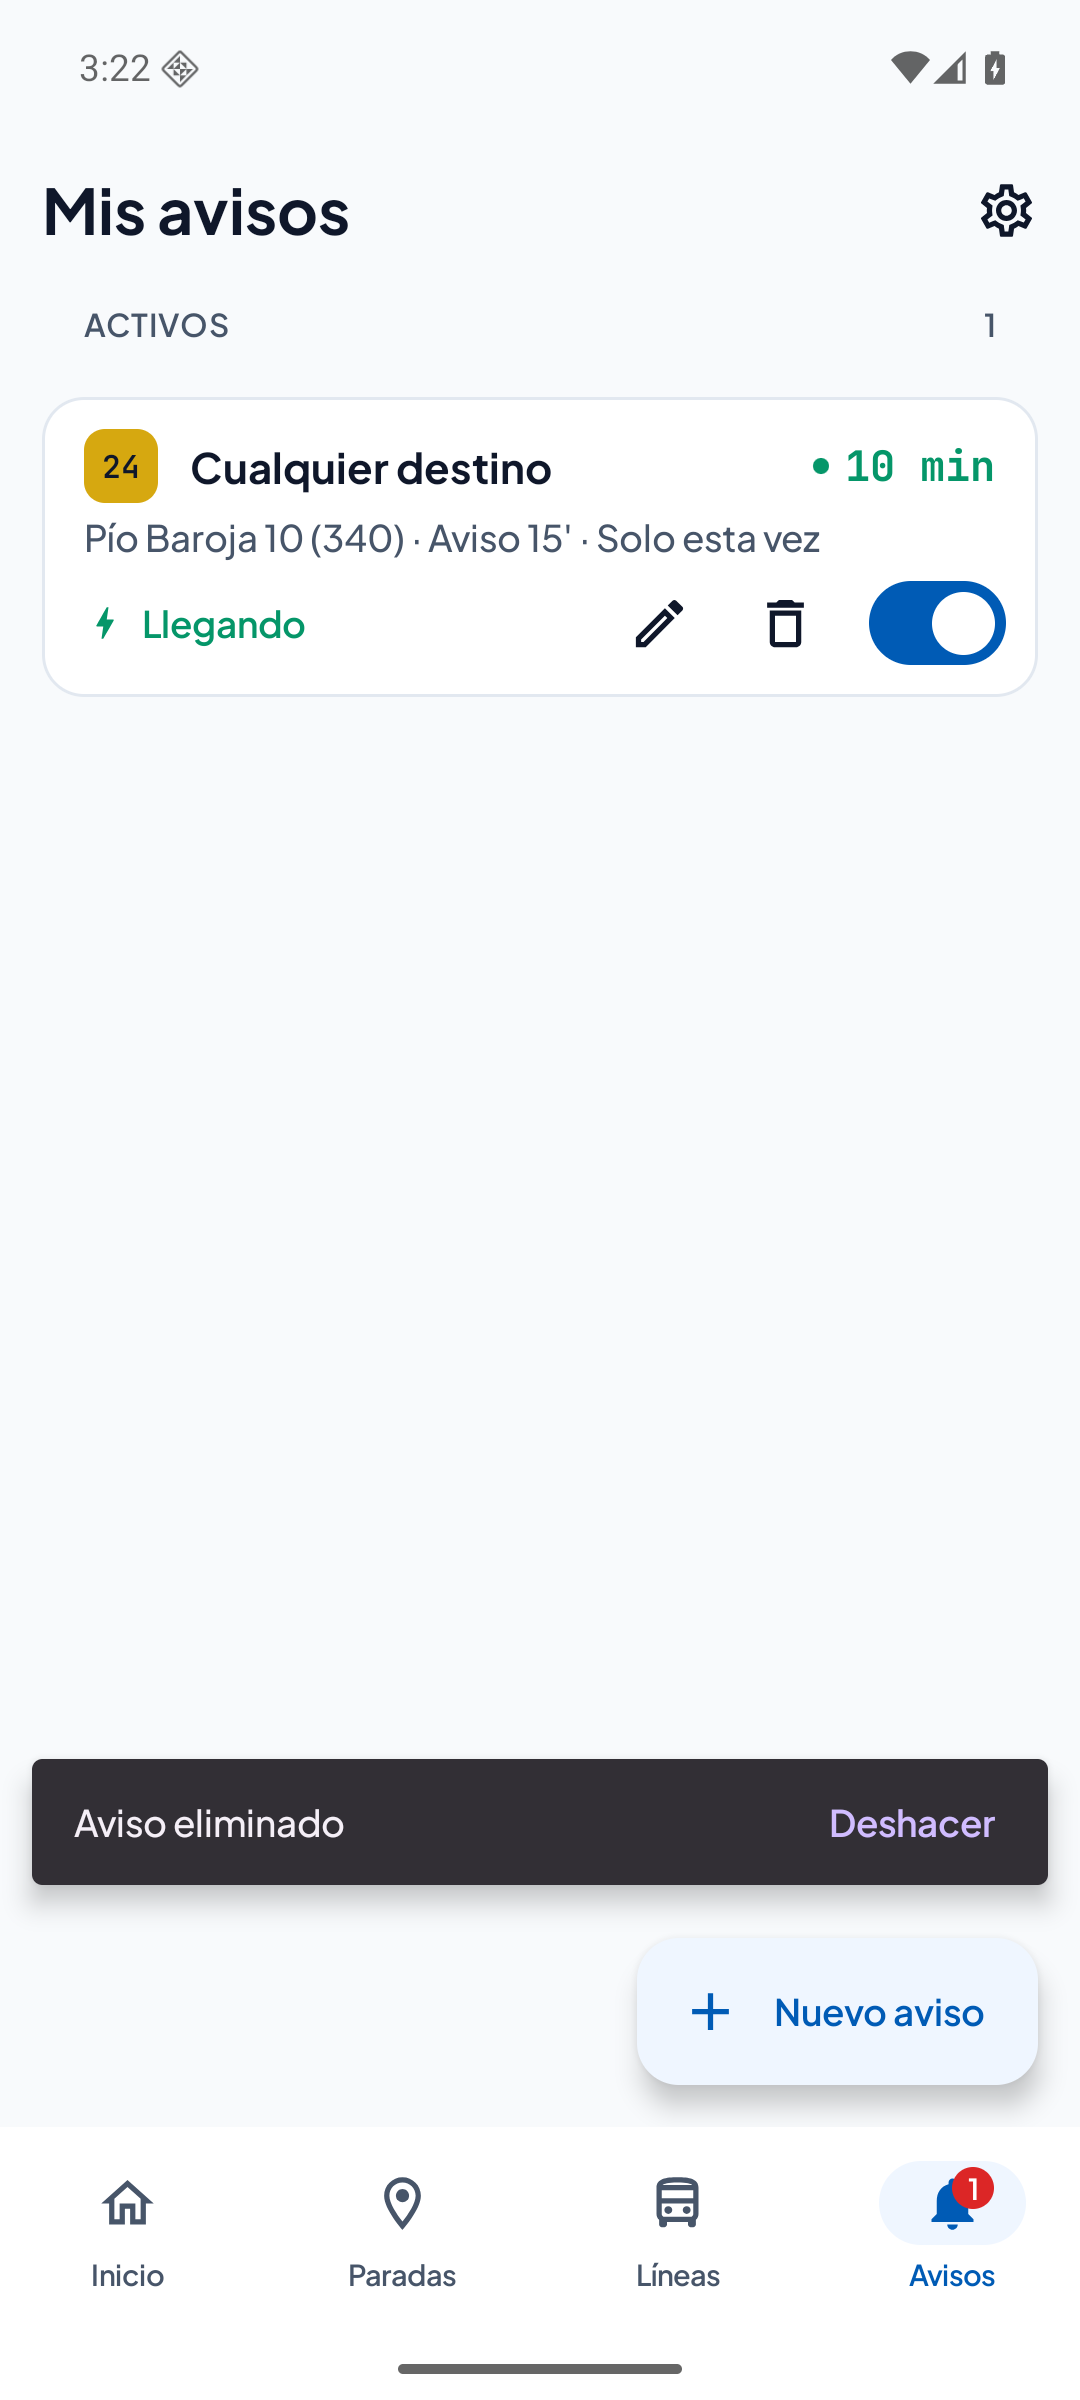 3:22
Mis avisos
ACTIVOS 1
24 Cualquier destino 10 min
Pío Baroja 10 (340) · Aviso 15' · Solo esta vez
Llegando
Aviso eliminado Deshacer
Nuevo aviso
1
Inicio Paradas Líneas Avisos